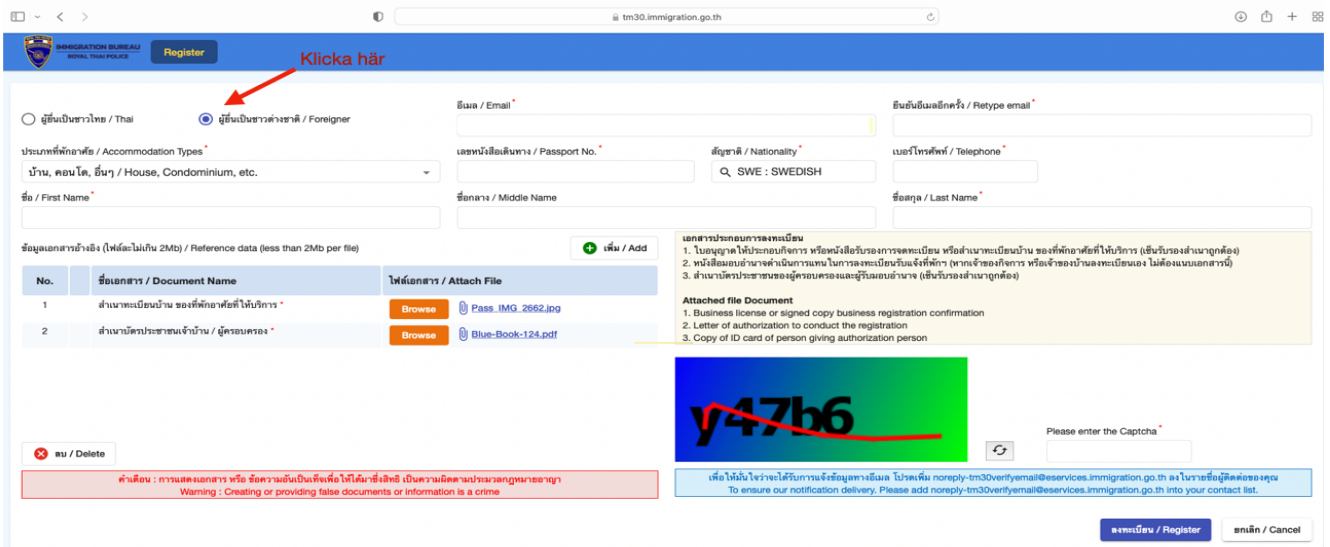 tm30.immigration.go.th
IMMIGRATION BUREAU
ROYAL THAI POLICE
Register
Klicka här
ผู้ยื่นเป็นชาวไทย / Thai
ผู้ยื่นเป็นชาวต่างชาติ / Foreigner
อีเมล / Email *
ยืนยันอีเมลอีกครั้ง / Retype email *
ประเภทที่พักอาศัย / Accommodation Types *
เลขหนังสือเดินทาง / Passport No. *
สัญชาติ / Nationality *
เบอร์โทรศัพท์ / Telephone *
บ้าน, คอนโด, อื่นๆ / House, Condominium, etc.
SWE : SWEDISH
ชื่อ / First Name *
ชื่อกลาง / Middle Name
ชื่อสกุล / Last Name *
ข้อมูลเอกสารอ้างอิง (ไฟล์ละไม่เกิน 2Mb) / Reference data (less than 2Mb per file)
เพิ่ม / Add
No.
ชื่อเอกสาร / Document Name
ไฟล์เอกสาร / Attach File
1
สำเนาทะเบียนบ้าน ของที่พักอาศัยที่ให้บริการ *
Browse
Pass_IMG_2662.jpg
2
สำเนาบัตรประชาชนเจ้าบ้าน / ผู้ครอบครอง *
Browse
Blue-Book-124.pdf
เอกสารประกอบการลงทะเบียน
1. ใบอนุญาตให้ประกอบกิจการ หรือหนังสือรับรองการจดทะเบียน หรือสำเนาทะเบียนบ้าน ของที่พักอาศัยที่ให้บริการ (เซ็นรับรองสำเนาถูกต้อง)
2. หนังสือมอบอำนาจดำเนินการแทนในการลงทะเบียนรับแจ้งที่พักฯ (หากเจ้าของกิจการ หรือเจ้าของบ้านลงทะเบียนเอง ไม่ต้องแนบเอกสารนี้)
3. สำเนาบัตรประชาชนของผู้ครอบครองและผู้รับมอบอำนาจ (เซ็นรับรองสำเนาถูกต้อง)
Attached file Document
1. Business license or signed copy business registration confirmation
2. Letter of authorization to conduct the registration
3. Copy of ID card of person giving authorization person
y47b6
Please enter the Captcha *
ลบ / Delete
คำเตือน : การแสดงเอกสาร หรือ ข้อความอันเป็นเท็จเพื่อให้ได้มาซึ่งสิทธิ เป็นความผิดตามประมวลกฎหมายอาญา
Warning : Creating or providing false documents or information is a crime
เพื่อให้มั่นใจว่าจะได้รับการแจ้งข้อมูลทางอีเมล โปรดเพิ่ม noreply-tm30verifyemail@eservices.immigration.go.th ลงในรายชื่อผู้ติดต่อของคุณ
To ensure our notification delivery. Please add noreply-tm30verifyemail@eservices.immigration.go.th into your contact list.
ลงทะเบียน / Register
ยกเลิก / Cancel